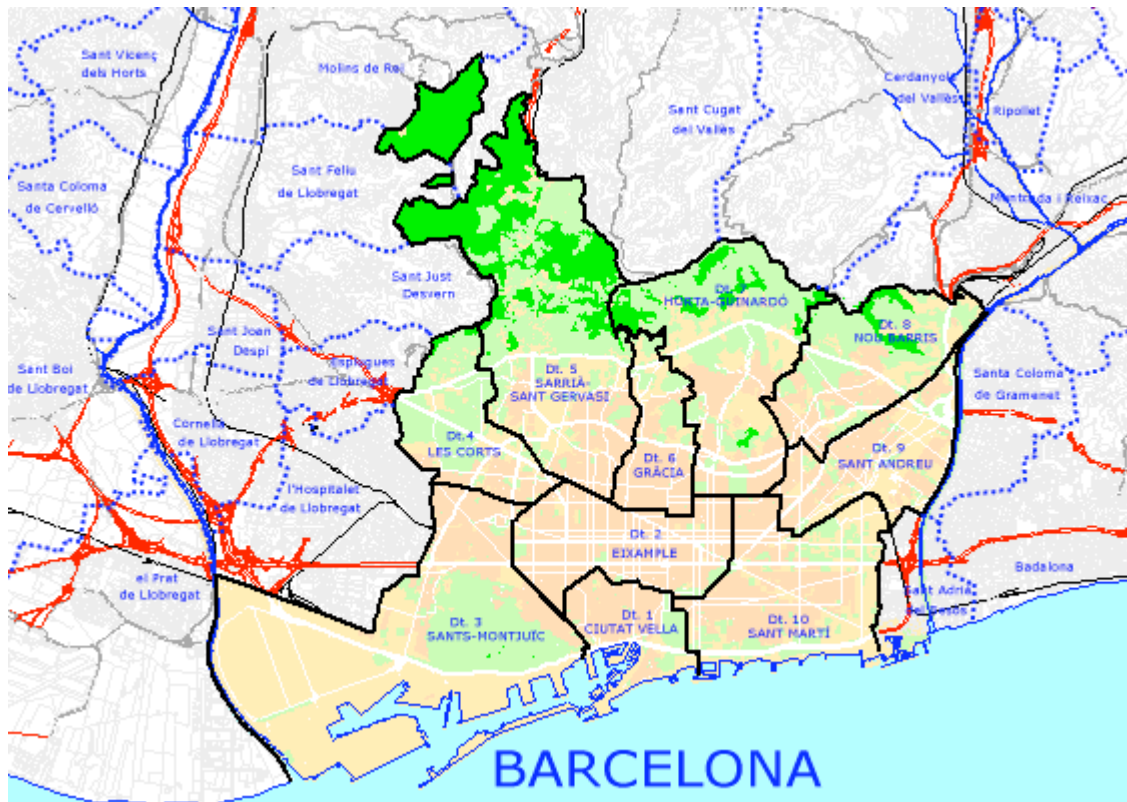 Sant Vicenç
dels Horts
Molins de Rei
Cerdanyola
del Vallès
Sant Cugat
del Vallès
Ripollet
Sant Feliu
de Llobregat
Santa Coloma
de Cervelló
Montcada i Reixac
Sant Just
Desvern
Dt. 7
HORTA-GUINARDÓ
Dt. 8
NOU BARRIS
Sant Joan
Despí
Sant Boi
de Llobregat
Esplugues
de Llobregat
Dt. 5
SARRIÀ-
SANT GERVASI
Santa Coloma
de Gramenet
Cornellà
de Llobregat
Dt.4
LES CORTS
Dt. 6
GRÀCIA
Dt. 9
SANT ANDREU
l'Hospitalet
de Llobregat
Dt. 2
EIXAMPLE
el Prat
de Llobregat
Badalona
Sant Adrià
del Besòs
Dt. 3
SANTS-MONTJUÏC
Dt. 1
CIUTAT VELLA
Dt. 10
SANT MARTÍ
BARCELONA